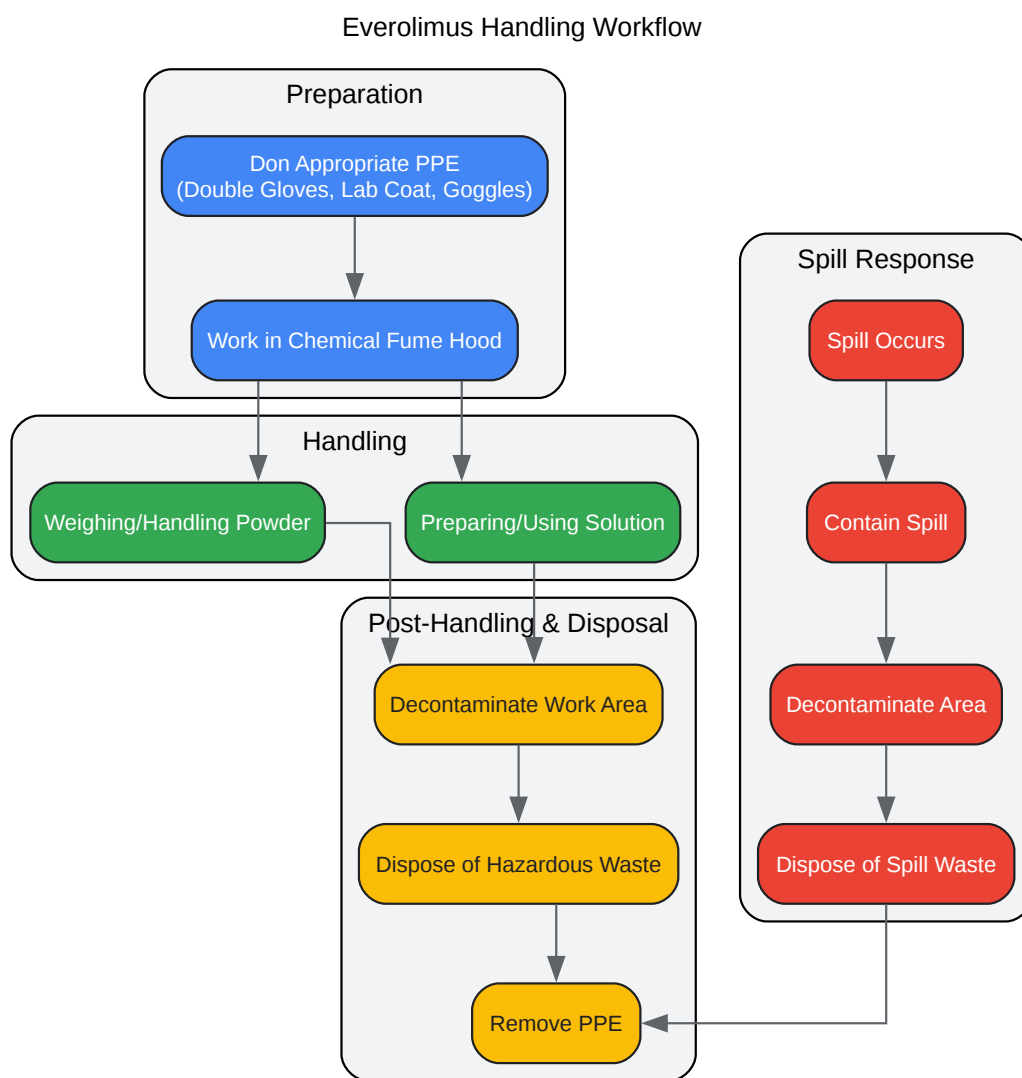 Everolimus Handling Workflow
Preparation
Don Appropriate PPE
(Double Gloves, Lab Coat, Goggles)
Work in Chemical Fume Hood
Handling
Weighing/Handling Powder
Preparing/Using Solution
Post-Handling & Disposal
Decontaminate Work Area
Dispose of Hazardous Waste
Remove PPE
Spill Response
Spill Occurs
Contain Spill
Decontaminate Area
Dispose of Spill Waste